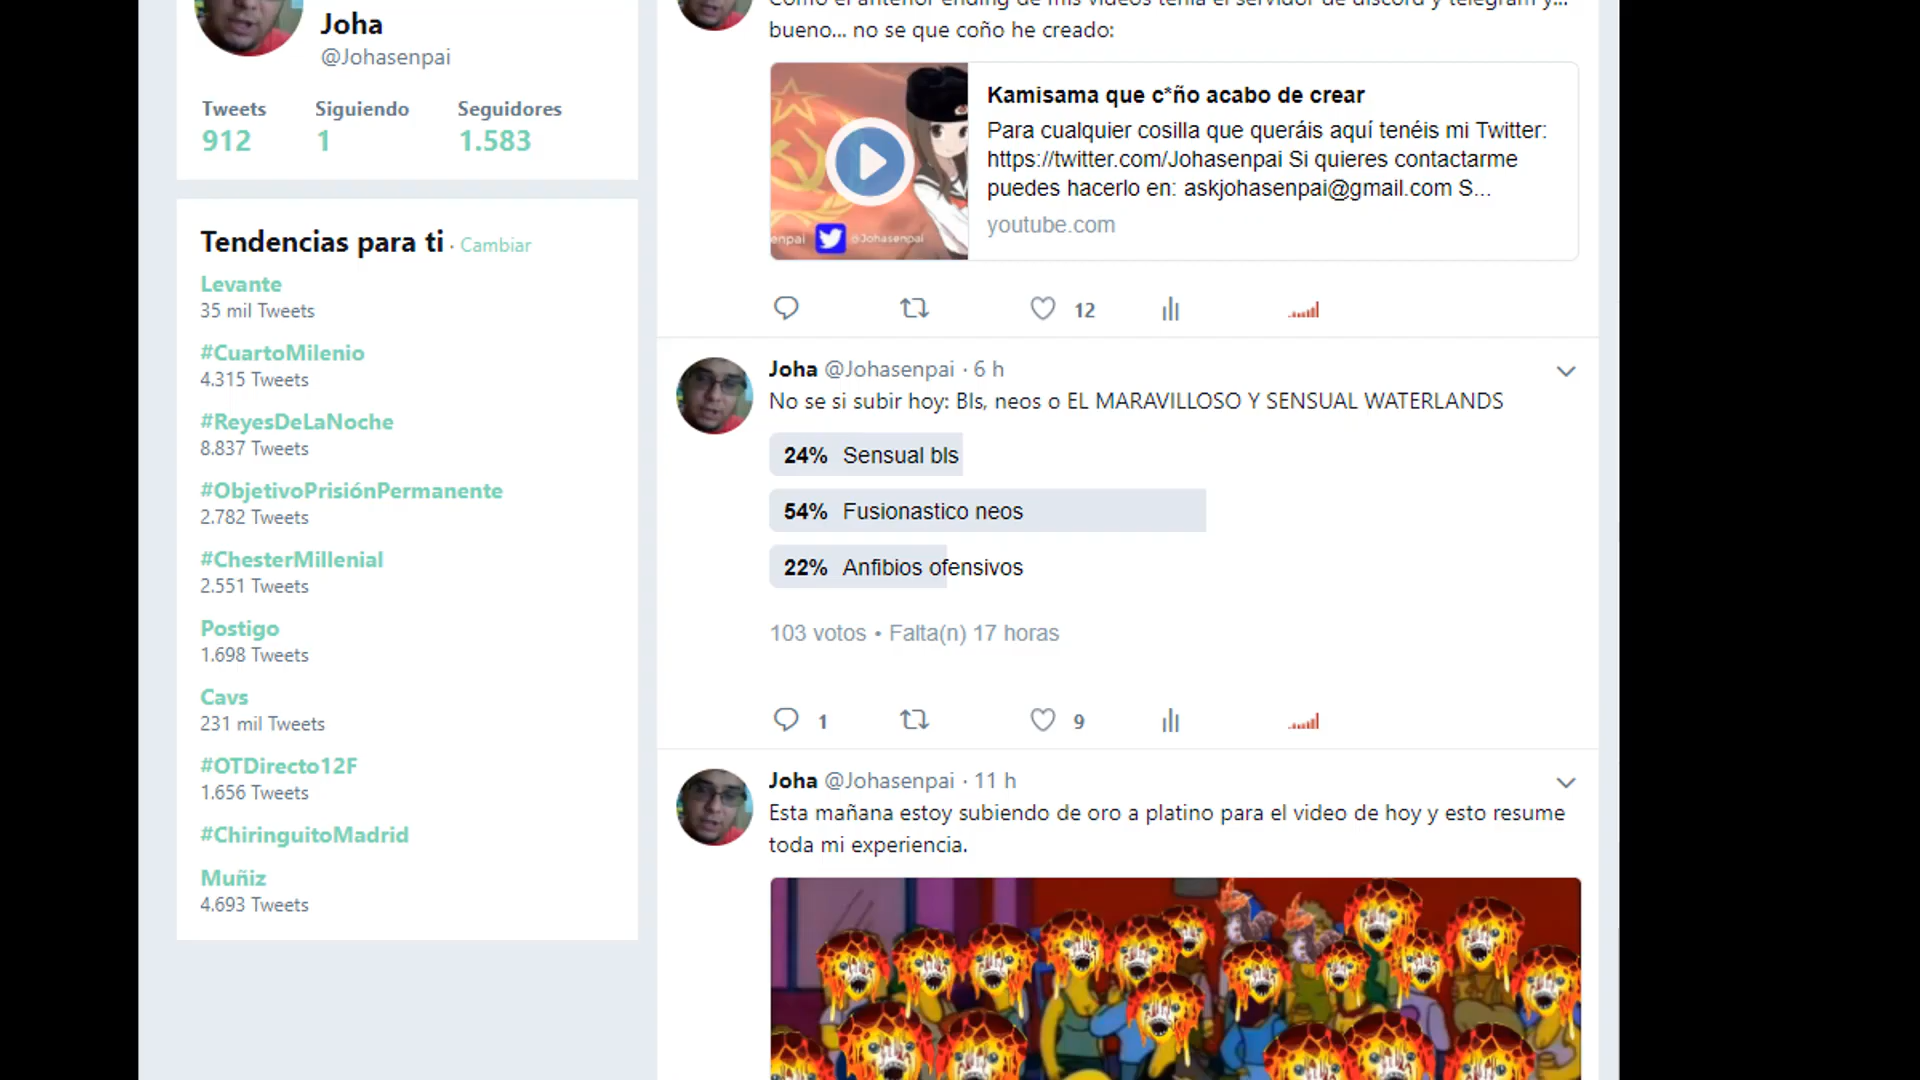 Joha
@Johasenpai
Tweets Siguiendo Seguidores
912 1 1.583
Tendencias para ti · Cambiar
Levante
35 mil Tweets
#CuartoMilenio
4.315 Tweets
#ReyesDeLaNoche
8.837 Tweets
#ObjetivoPrisiónPermanente
2.782 Tweets
#ChesterMillenial
2.551 Tweets
Postigo
1.698 Tweets
Cavs
231 mil Tweets
#OTDirecto12F
1.656 Tweets
#ChiringuitoMadrid
Muñiz
4.693 Tweets
Como el anterior ending de mis videos tenia el servidor de discord y telegram y...
bueno... no se que coño he creado:
enpai @Johasenpai
Kamisama que c*ño acabo de crear
Para cualquier cosilla que queráis aquí tenéis mi Twitter:
https://twitter.com/Johasenpai Si quieres contactarme
puedes hacerlo en: askjohasenpai@gmail.com S...
youtube.com
12
Joha @Johasenpai · 6 h
No se si subir hoy: Bls, neos o EL MARAVILLOSO Y SENSUAL WATERLANDS
24% Sensual bls
54% Fusionastico neos
22% Anfibios ofensivos
103 votos • Falta(n) 17 horas
1 9
Joha @Johasenpai · 11 h
Esta mañana estoy subiendo de oro a platino para el video de hoy y esto resume
toda mi experiencia.